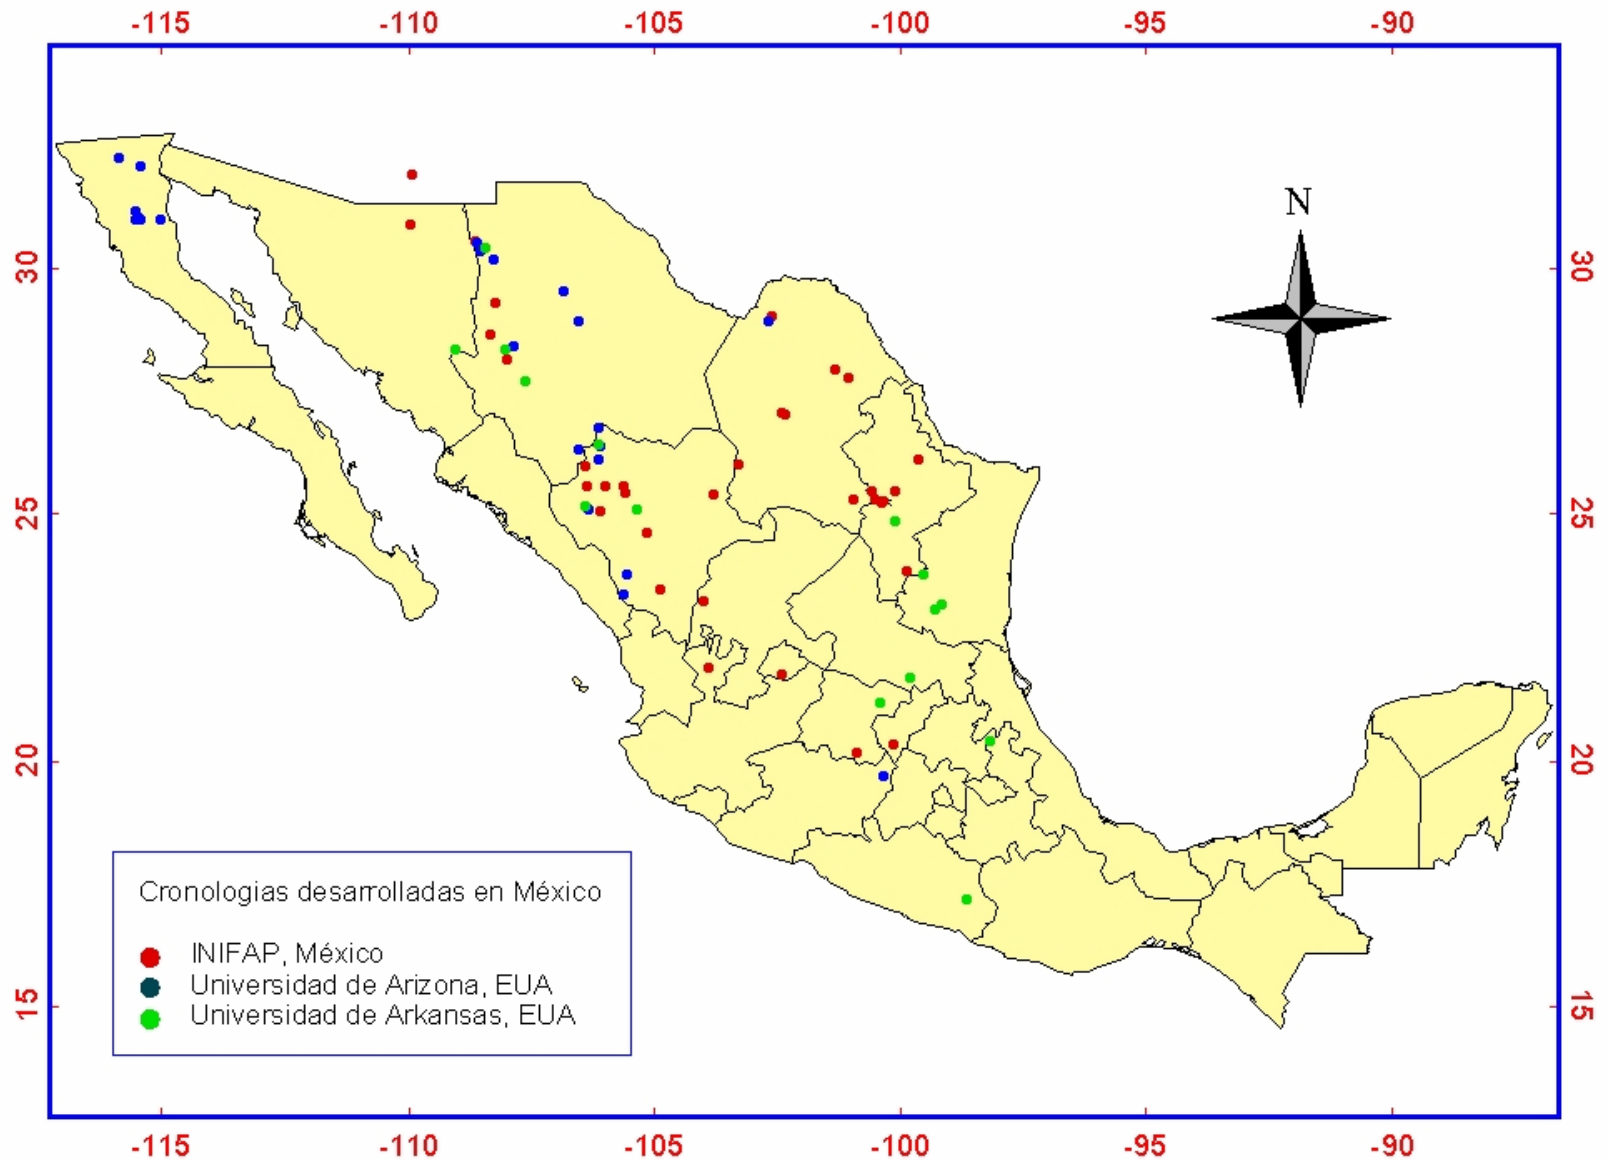 -115 -110 -105 -100 -95 -90
N
30 30
25 25
20 20
15 15
Cronologias desarrolladas en México
INIFAP, México
Universidad de Arizona, EUA
Universidad de Arkansas, EUA
-115 -110 -105 -100 -95 -90